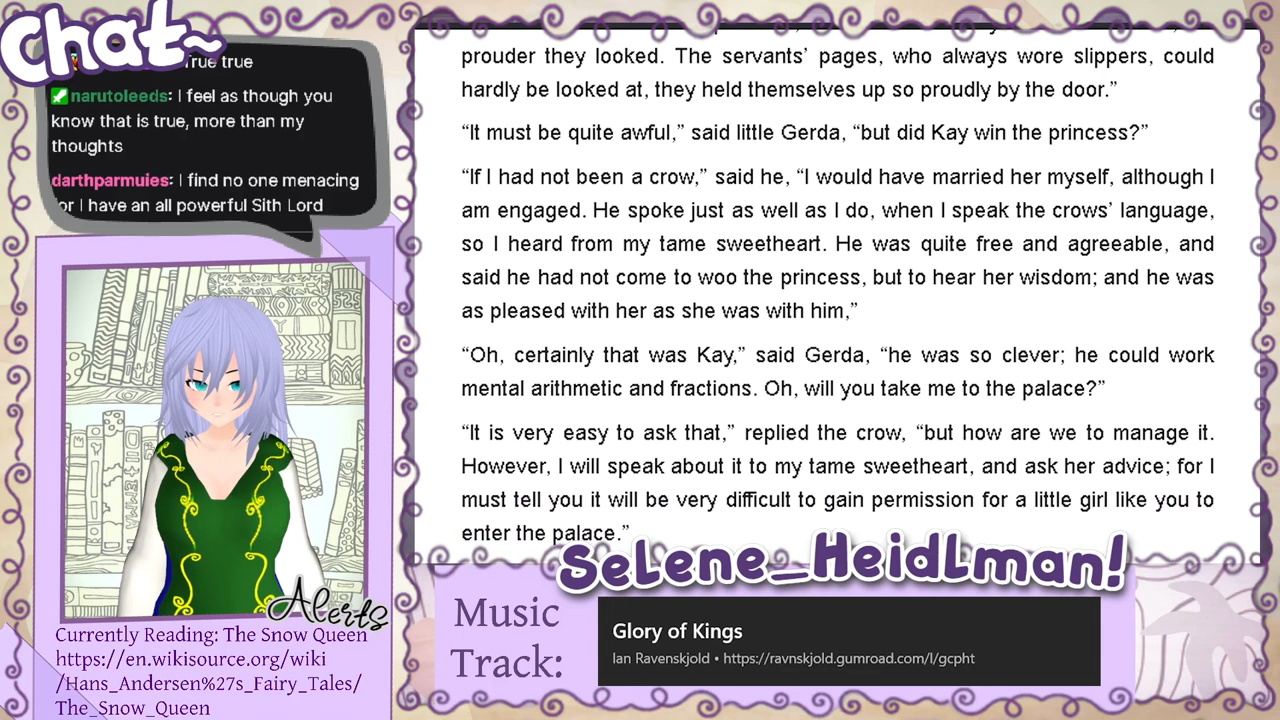 Chat~
True true
narutoleeds: I feel as though you
know that is true, more than my
thoughts
darthparmuies: I find no one menacing
for I have an all powerful Sith Lord
prouder they looked. The servants’ pages, who always wore slippers, could
hardly be looked at, they held themselves up so proudly by the door.”
“It must be quite awful,” said little Gerda, “but did Kay win the princess?”
“If I had not been a crow,” said he, “I would have married her myself, although I
am engaged. He spoke just as well as I do, when I speak the crows’ language,
so I heard from my tame sweetheart. He was quite free and agreeable, and
said he had not come to woo the princess, but to hear her wisdom; and he was
as pleased with her as she was with him,”
“Oh, certainly that was Kay,” said Gerda, “he was so clever; he could work
mental arithmetic and fractions. Oh, will you take me to the palace?”
“It is very easy to ask that,” replied the crow, “but how are we to manage it.
However, I will speak about it to my tame sweetheart, and ask her advice; for I
must tell you it will be very difficult to gain permission for a little girl like you to
enter the palace.”
Selene_Heidlman!
Alerts
Currently Reading: The Snow Queen
https://en.wikisource.org/wiki
/Hans_Andersen%27s_Fairy_Tales/
The_Snow_Queen
Music
Track:
Glory of Kings
Ian Ravenskjold • https://ravnskjold.gumroad.com/l/gcpht